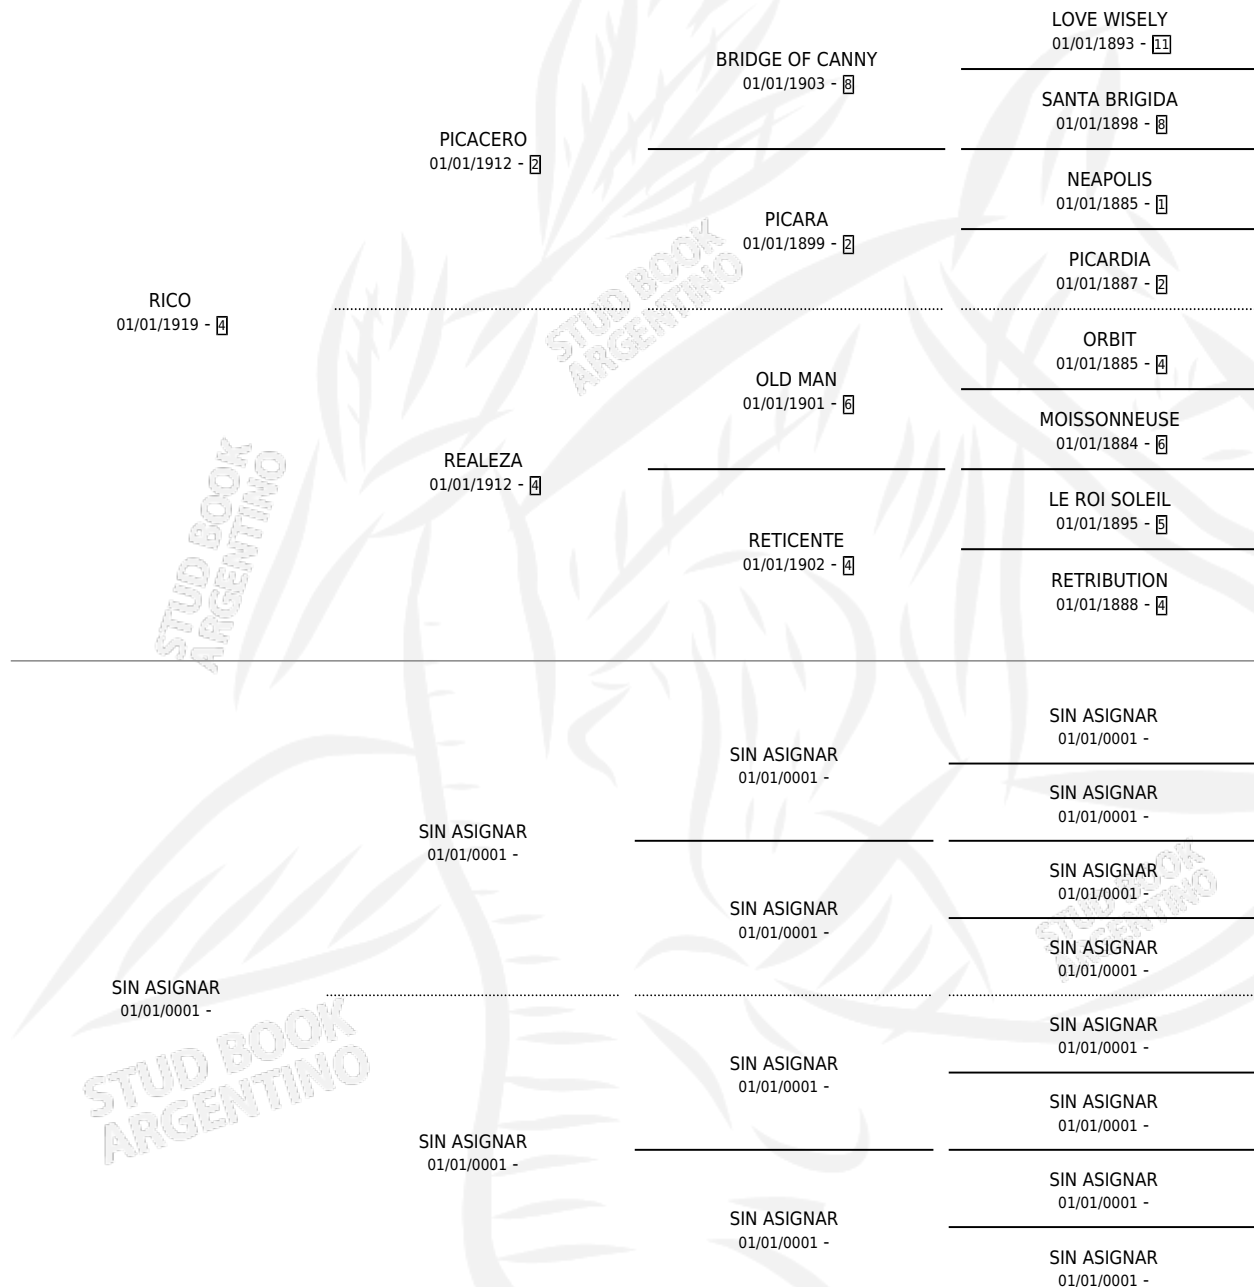 LOVE WISELY
01/01/1893 - 11
BRIDGE OF CANNY
01/01/1903 - 8
SANTA BRIGIDA
01/01/1898 - 8
PICACERO
01/01/1912 - 2
NEAPOLIS
01/01/1885 - 1
PICARA
01/01/1899 - 2
PICARDIA
01/01/1887 - 2
RICO
01/01/1919 - 4
ORBIT
01/01/1885 - 4
OLD MAN
01/01/1901 - 6
MOISSONNEUSE
01/01/1884 - 6
REALEZA
01/01/1912 - 4
LE ROI SOLEIL
01/01/1895 - 5
RETICENTE
01/01/1902 - 4
RETRIBUTION
01/01/1888 - 4
STUD BOOK
ARGENTINO
STUD BOOK
ARGENTINO
SIN ASIGNAR
01/01/0001 -
SIN ASIGNAR
01/01/0001 -
SIN ASIGNAR
01/01/0001 -
SIN ASIGNAR
01/01/0001 -
SIN ASIGNAR
01/01/0001 -
SIN ASIGNAR
01/01/0001 -
SIN ASIGNAR
01/01/0001 -
SIN ASIGNAR
01/01/0001 -
SIN ASIGNAR
01/01/0001 -
SIN ASIGNAR
01/01/0001 -
SIN ASIGNAR
01/01/0001 -
SIN ASIGNAR
01/01/0001 -
SIN ASIGNAR
01/01/0001 -
SIN ASIGNAR
01/01/0001 -
SIN ASIGNAR
01/01/0001 -
STUD BOOK
ARGENTINO
STUD BOOK
ARGENTINO